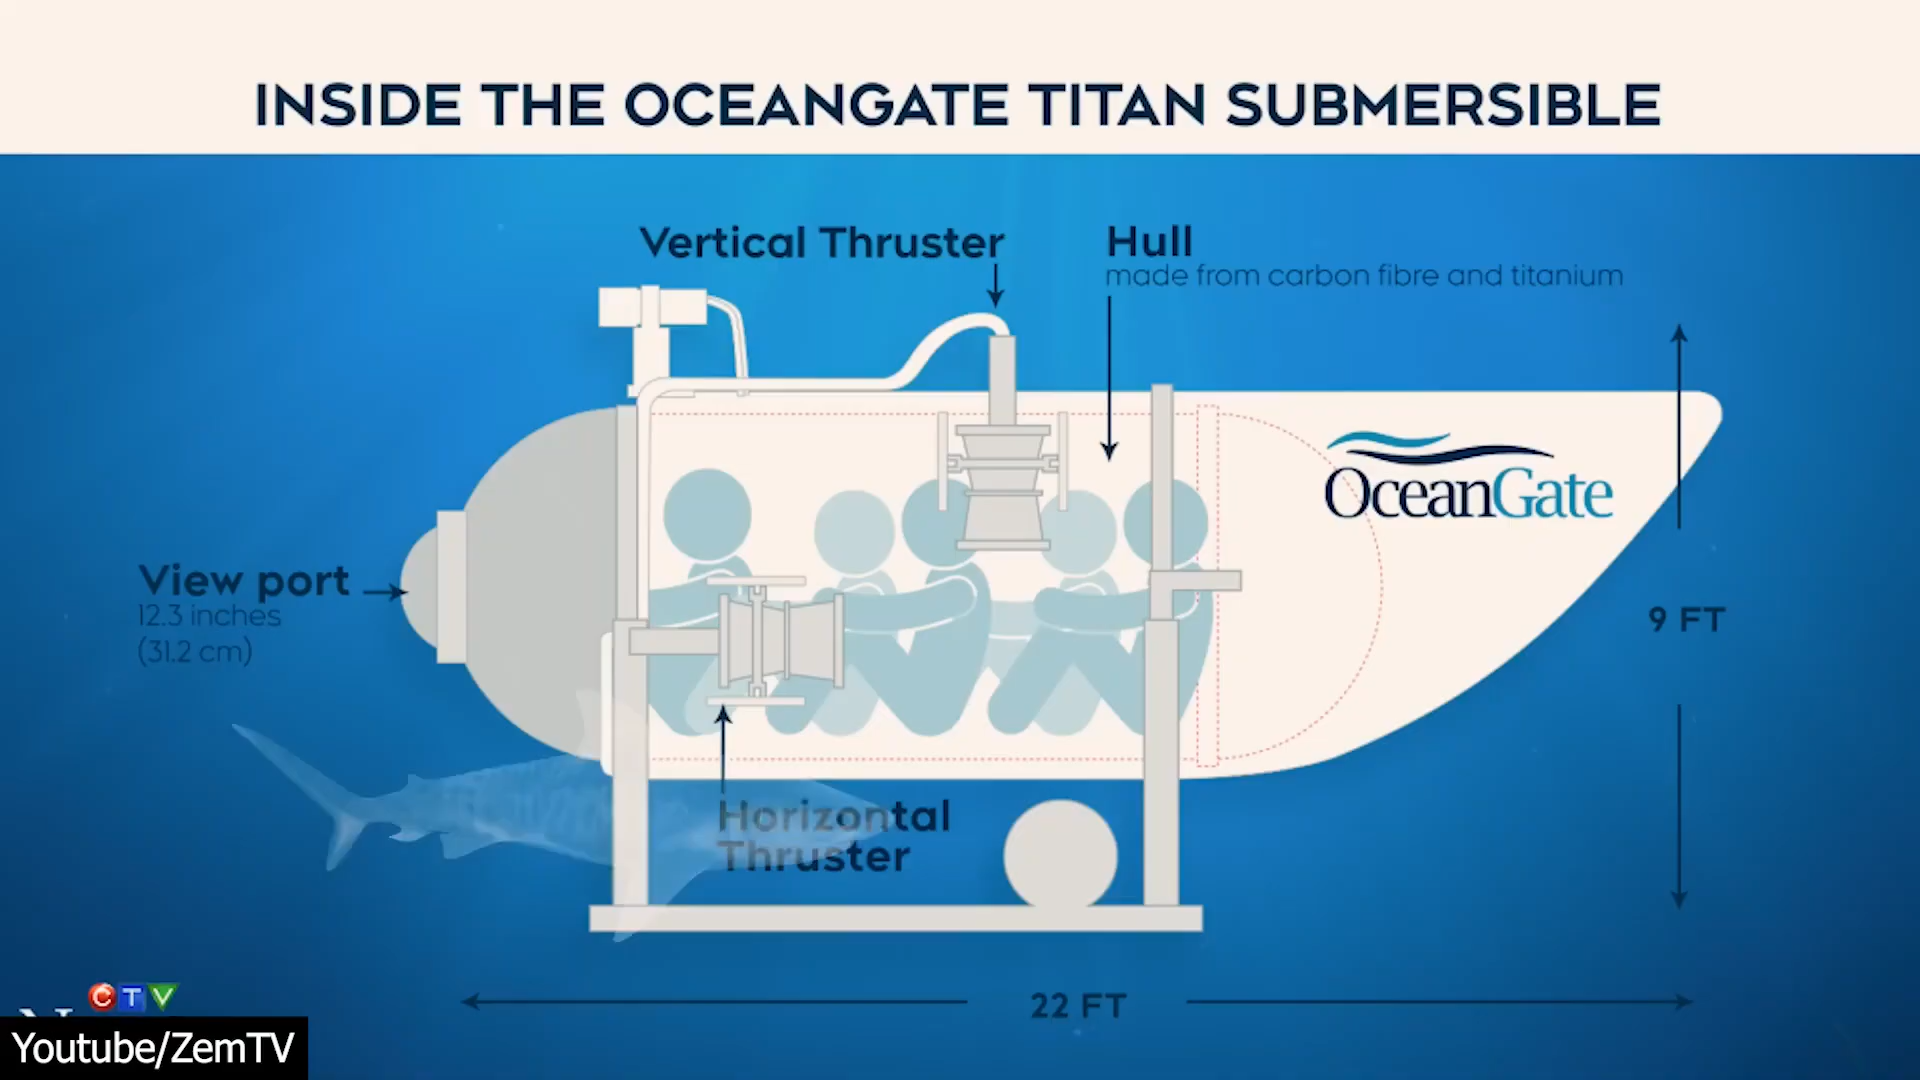 INSIDE THE OCEANGATE TITAN SUBMERSIBLE
Vertical Thruster
Hull
made from carbon fibre and titanium
OceanGate
View port
12.3 inches
(31.2 cm)
9 FT
Horizontal
Thruster
22 FT
CTV
Youtube/ZemTV